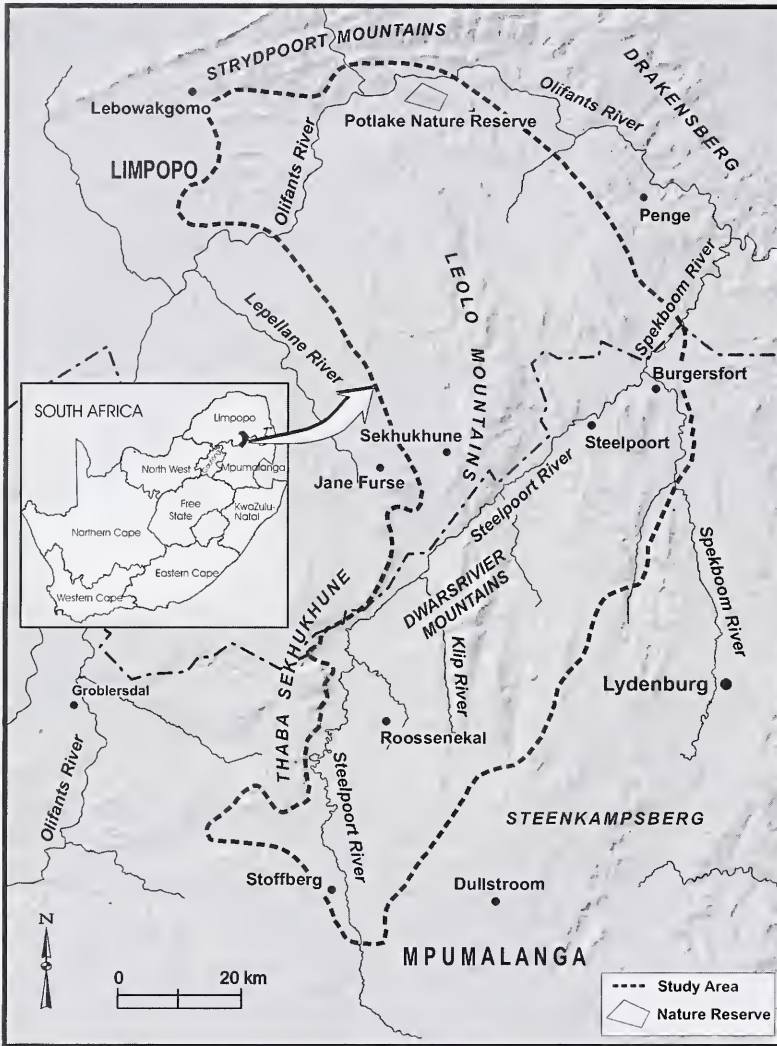 STRYDPOORT MOUNTAINS
DRAKENSBERG
Lebowakgomo
Olifants River
Potlake Nature Reserve
LIMPOPO
Olifants River
Penge
LEOLO MOUNTAINS
Spekboom River
Lepellane River
Burgersfort
SOUTH AFRICA
Limpopo
North West
Gauteng
Mpumalanga
Free
State
KwaZulu-
Natal
Northern Cape
Eastern Cape
Western Cape
Sekhukhune
Steelpoort
Jane Furse
Steelpoort River
DWARSRIVIER
MOUNTAINS
Spekboom River
THABA SEKHUKHUNE
Klip River
Groblersdal
Lydenburg
Roossenekal
Olifants River
Steelpoort River
STEENKAMPSBERG
Stoffberg
Dullstroom
N
MPUMALANGA
0 20 km
Study Area
Nature Reserve